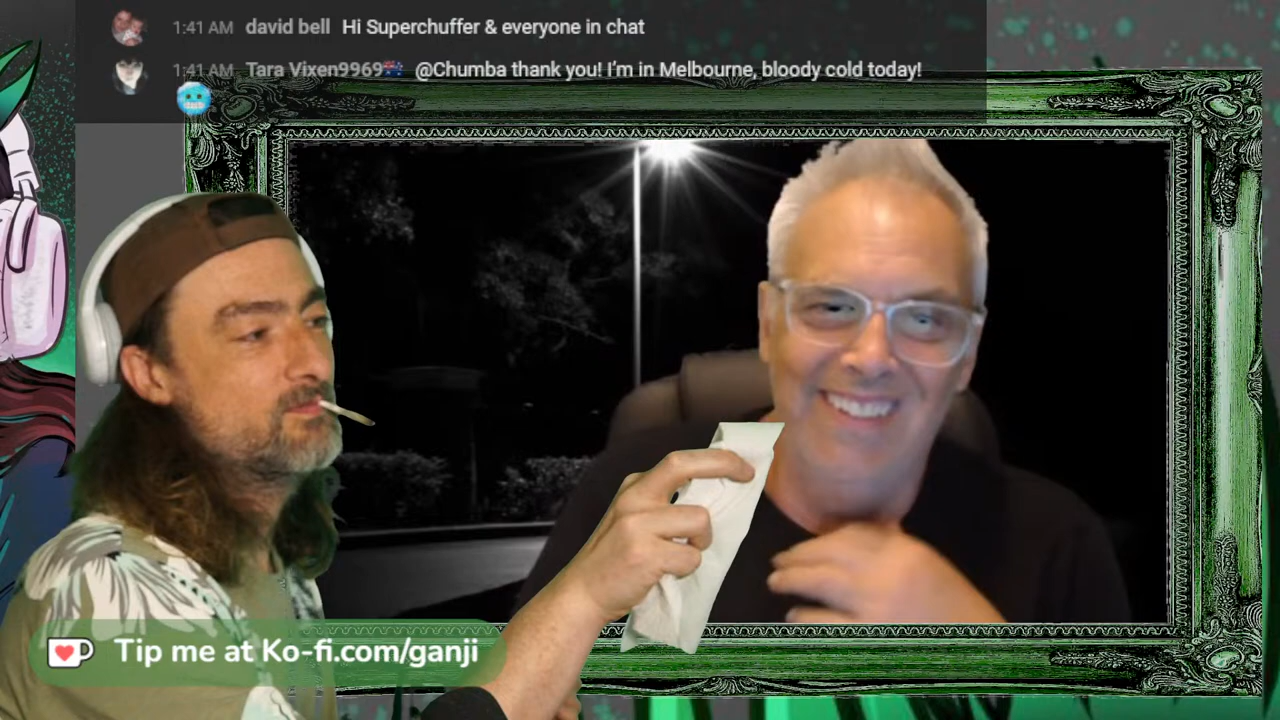 1:41 AM david bell Hi Superchuffer & everyone in chat
1:41 AM Tara Vixen9969 @Chumba thank you! I'm in Melbourne, bloody cold today!
Tip me at Ko-fi.com/ganji